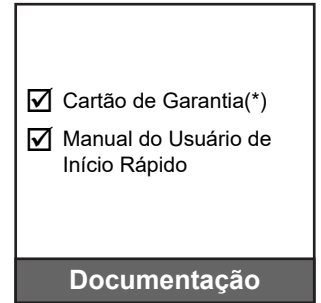 ☑ Cartão de Garantia(*)
☑ Manual do Usuário de
Início Rápido
Documentação